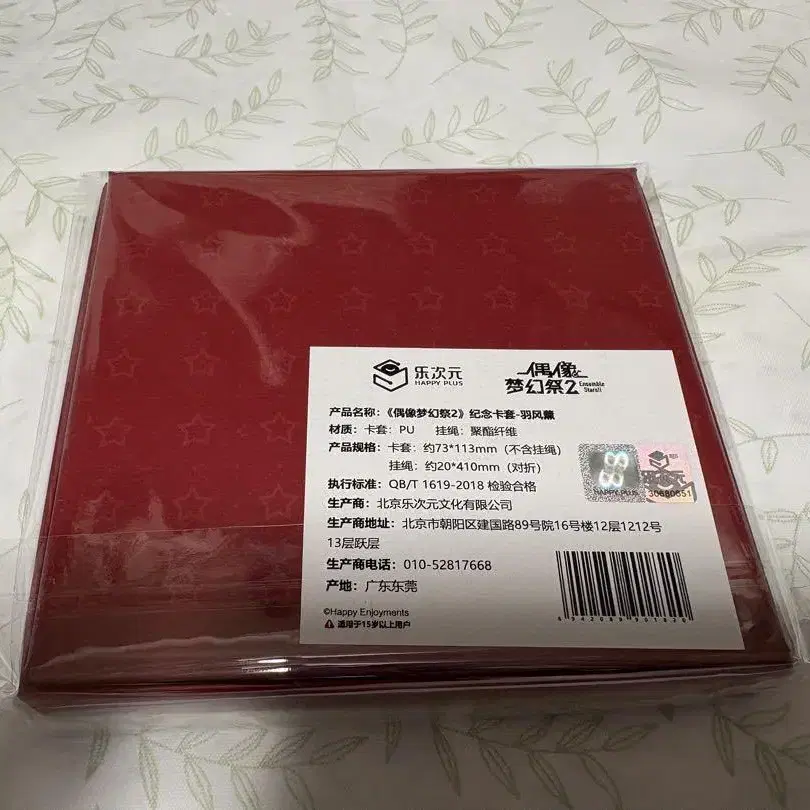 乐次元
HAPPY PLUS
偶像
梦幻祭2
Ensemble
Stars!!
产品名称：《偶像梦幻祭2》纪念卡套-羽风薰
材质：卡套：PU 挂绳：聚酯纤维
产品规格：卡套：约73*113mm（不含挂绳）
挂绳：约20*410mm（对折）
执行标准：QB/T 1619-2018 检验合格
生产商：北京乐次元文化有限公司
生产商地址：北京市朝阳区建国路89号院16号楼12层1212号
13层跃层
生产商电话：010-52817668
产地：广东东莞
©Happy Enjoyments
适用于15岁以上用户
HAPPY PLUS
30680651